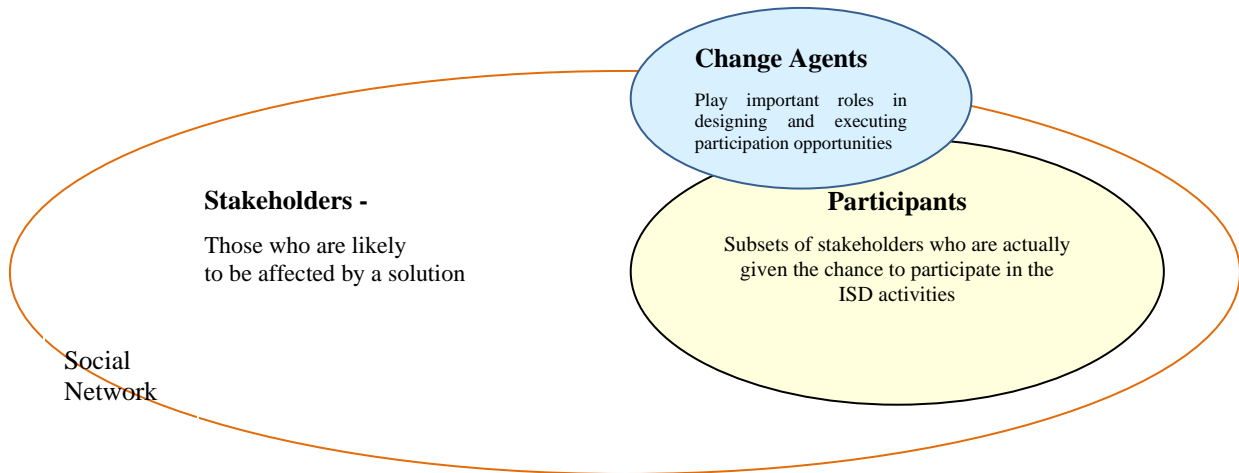 Change Agents
Play important roles in
designing and executing
participation opportunities
Stakeholders -
Those who are likely
to be affected by a solution
Participants
Subsets of stakeholders who are actually
given the chance to participate in the
ISD activities
Social
Network